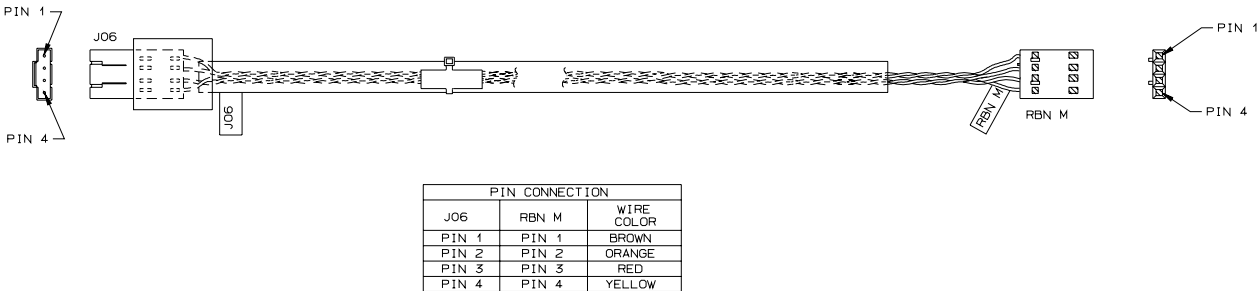 PIN 1
J06
PIN 4
J06
RBN M
RBN M
PIN 1
PIN 4
PIN CONNECTION
J06 RBN M WIRE COLOR
PIN 1 PIN 1 BROWN
PIN 2 PIN 2 ORANGE
PIN 3 PIN 3 RED
PIN 4 PIN 4 YELLOW